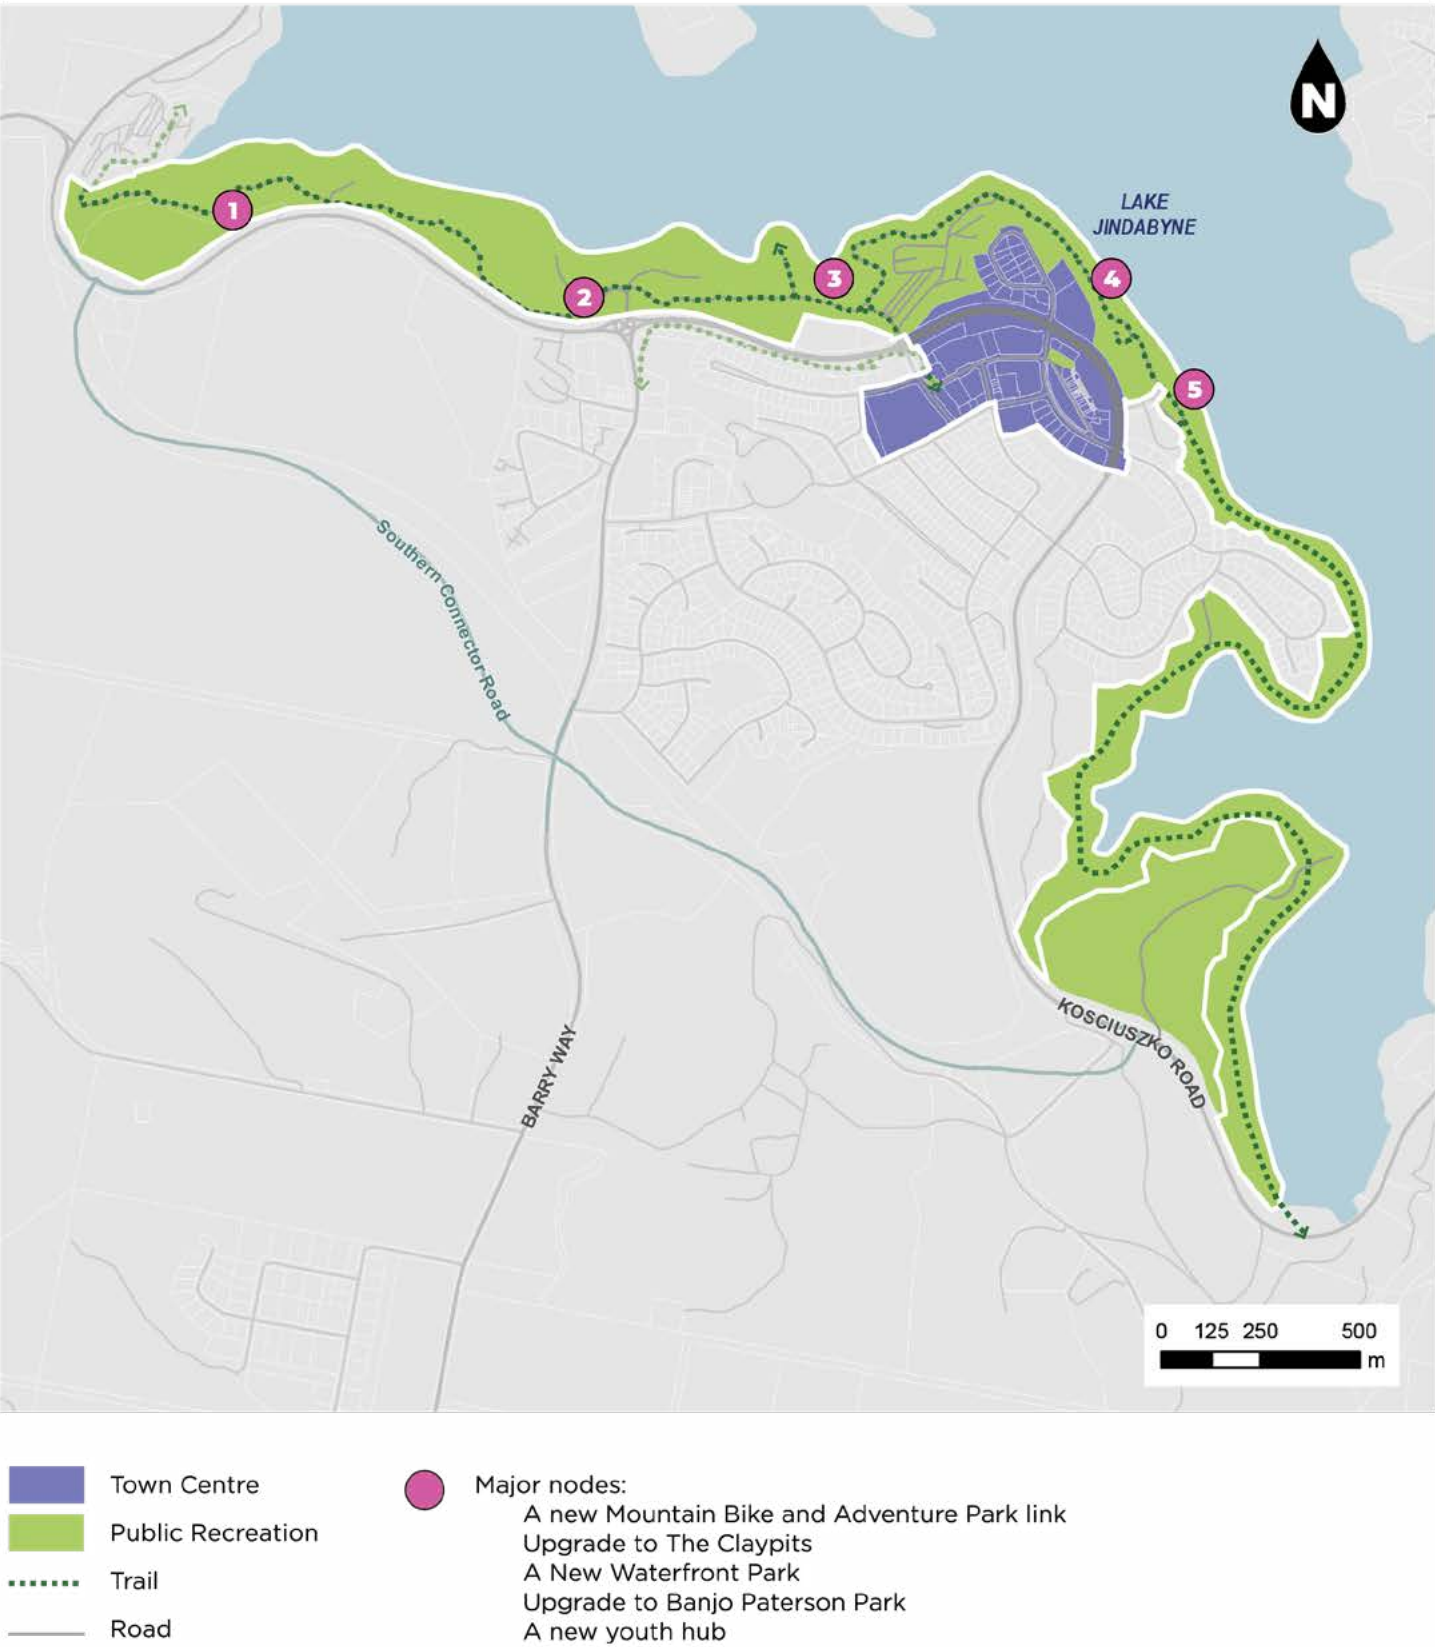 N
LAKE
JINDABYNE
1
2
3
4
5
Southern Connector Road
KOSCIUSZKO ROAD
BARRY WAY
0 125 250 500
m
Town Centre
Public Recreation
Trail
Road
Major nodes:
A new Mountain Bike and Adventure Park link
Upgrade to The Claypits
A New Waterfront Park
Upgrade to Banjo Paterson Park
A new youth hub